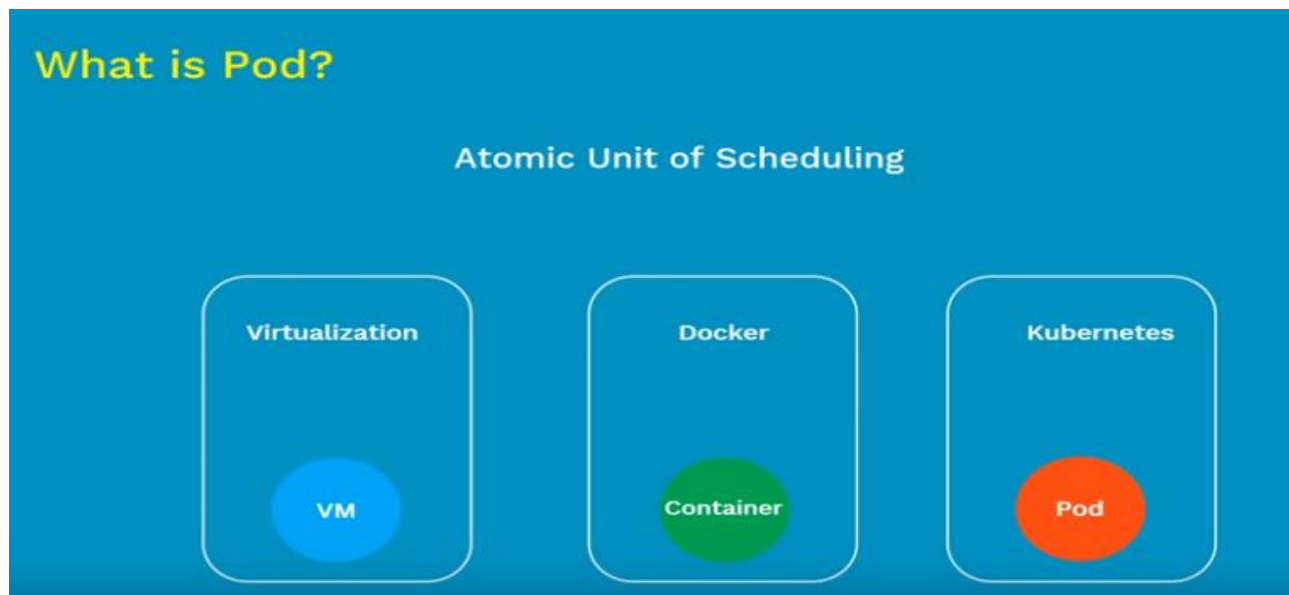 What is Pod?
Atomic Unit of Scheduling
Virtualization
Docker
Kubernetes
VM
Container
Pod